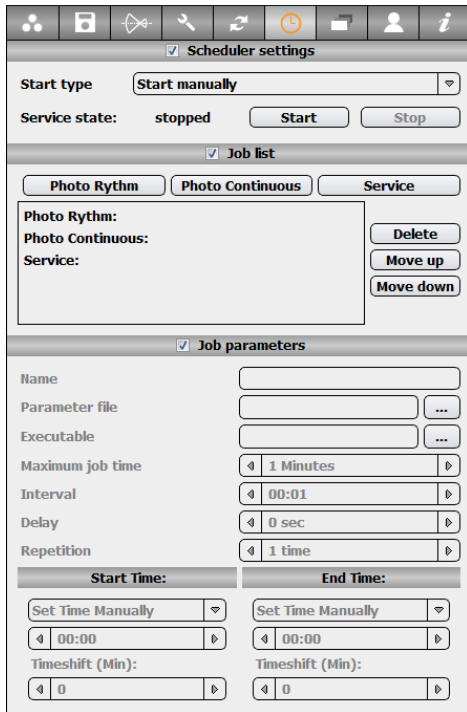 Scheduler settings
Start type Start manually
Service state: stopped Start Stop
Job list
Photo Rythm Photo Continuous Service
Photo Rythm:
Photo Continuous:
Service:
Delete
Move up
Move down
Job parameters
Name
Parameter file ...
Executable ...
Maximum job time 1 Minutes
Interval 00:01
Delay 0 sec
Repetition 1 time
Start Time: End Time:
Set Time Manually Set Time Manually
00:00 00:00
Timeshift (Min): Timeshift (Min):
0 0